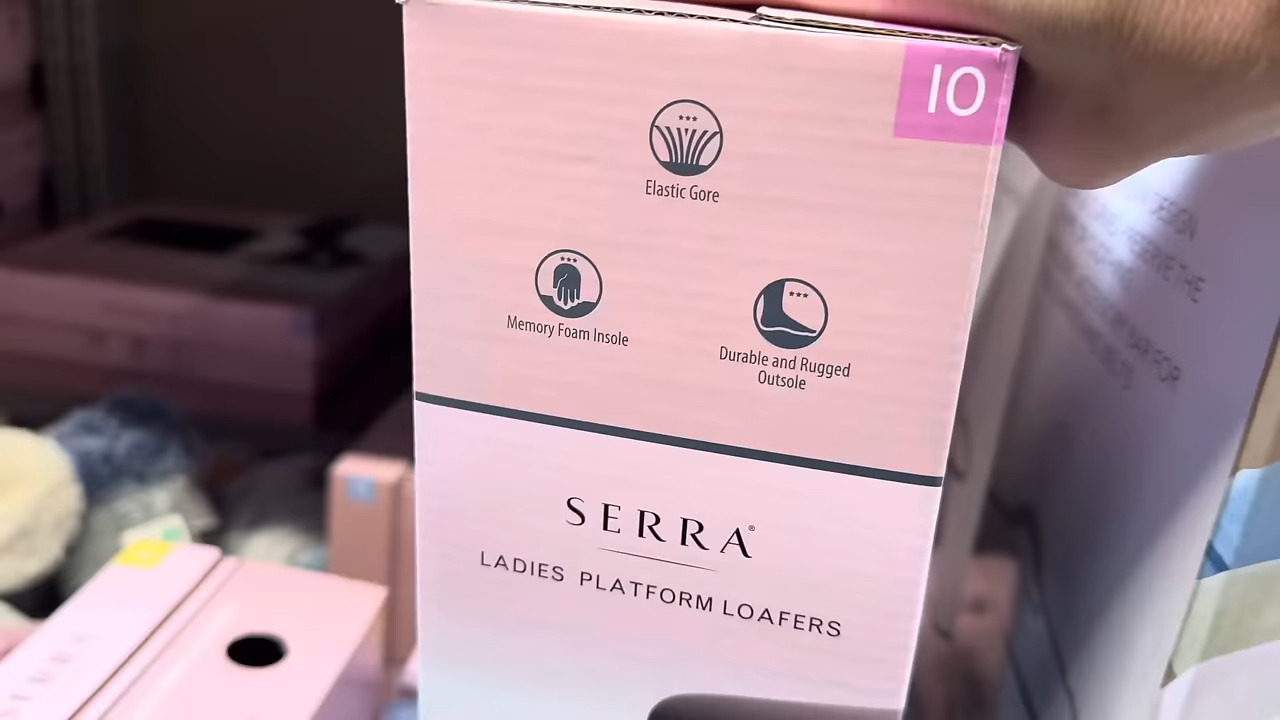 10
Elastic Gore
Memory Foam Insole
Durable and Rugged
Outsole
SERRA®
LADIES PLATFORM LOAFERS